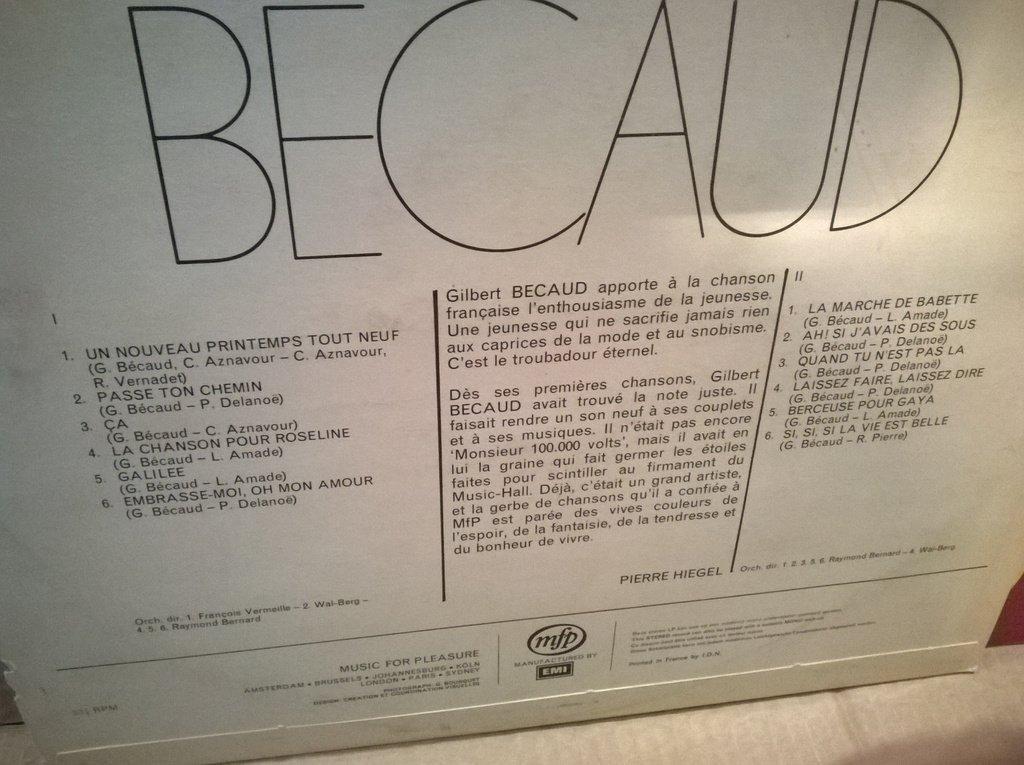 BECAUD
I
1. UN NOUVEAU PRINTEMPS TOUT NEUF
(G. Bécaud, C. Aznavour – C. Aznavour,
R. Vernadet)
2. PASSE TON CHEMIN
(G. Bécaud – P. Delanoë)
3. ÇA
(G. Bécaud – C. Aznavour)
4. LA CHANSON POUR ROSELINE
(G. Bécaud – L. Amade)
5. GALILEE
(G. Bécaud – L. Amade)
6. EMBRASSE-MOI, OH MON AMOUR
(G. Bécaud – P. Delanoë)
Orch. dir. 1. François Vermeille – 2. Wal-Berg –
4. 5. 6. Raymond Bernard
Gilbert BECAUD apporte à la chanson
française l'enthousiasme de la jeunesse.
Une jeunesse qui ne sacrifie jamais rien
aux caprices de la mode et au snobisme.
C'est le troubadour éternel.
Dès ses premières chansons, Gilbert
BECAUD avait trouvé la note juste. Il
faisait rendre un son neuf à ses couplets
et à ses musiques. Il n'était pas encore
'Monsieur 100.000 volts', mais il avait en
lui la graine qui fait germer les étoiles
faites pour scintiller au firmament du
Music-Hall. Déjà, c'était un grand artiste,
et la gerbe de chansons qu'il a confiée à
MfP est parée des vives couleurs de
l'espoir, de la fantaisie, de la tendresse et
du bonheur de vivre.
PIERRE HIEGEL
II
1. LA MARCHE DE BABETTE
(G. Bécaud – L. Amade)
2. AH! SI J'AVAIS DES SOUS
(G. Bécaud – P. Delanoë)
3. QUAND TU N'EST PAS LA
(G. Bécaud – P. Delanoë)
4. LAISSEZ FAIRE, LAISSEZ DIRE
(G. Bécaud – P. Delanoë)
5. BERCEUSE POUR GAYA
(G. Bécaud – L. Amade)
6. SI, SI, SI LA VIE EST BELLE
(G. Bécaud – R. Pierre)
Orch. dir. 1. 2. 3. 5. 6. Raymond Bernard – 4. Wal-Berg
33⅓ RPM
MUSIC FOR PLEASURE
AMSTERDAM • BRUSSELS • JOHANNESBURG • KOLN
LONDON • PARIS • SYDNEY
PHOTOGRAPH: G. BOURQUET
DESIGN: CREATION ET COORDINATION VISUELLES
mfp
MANUFACTURED BY
EMI
Printed in France by I.D.N.